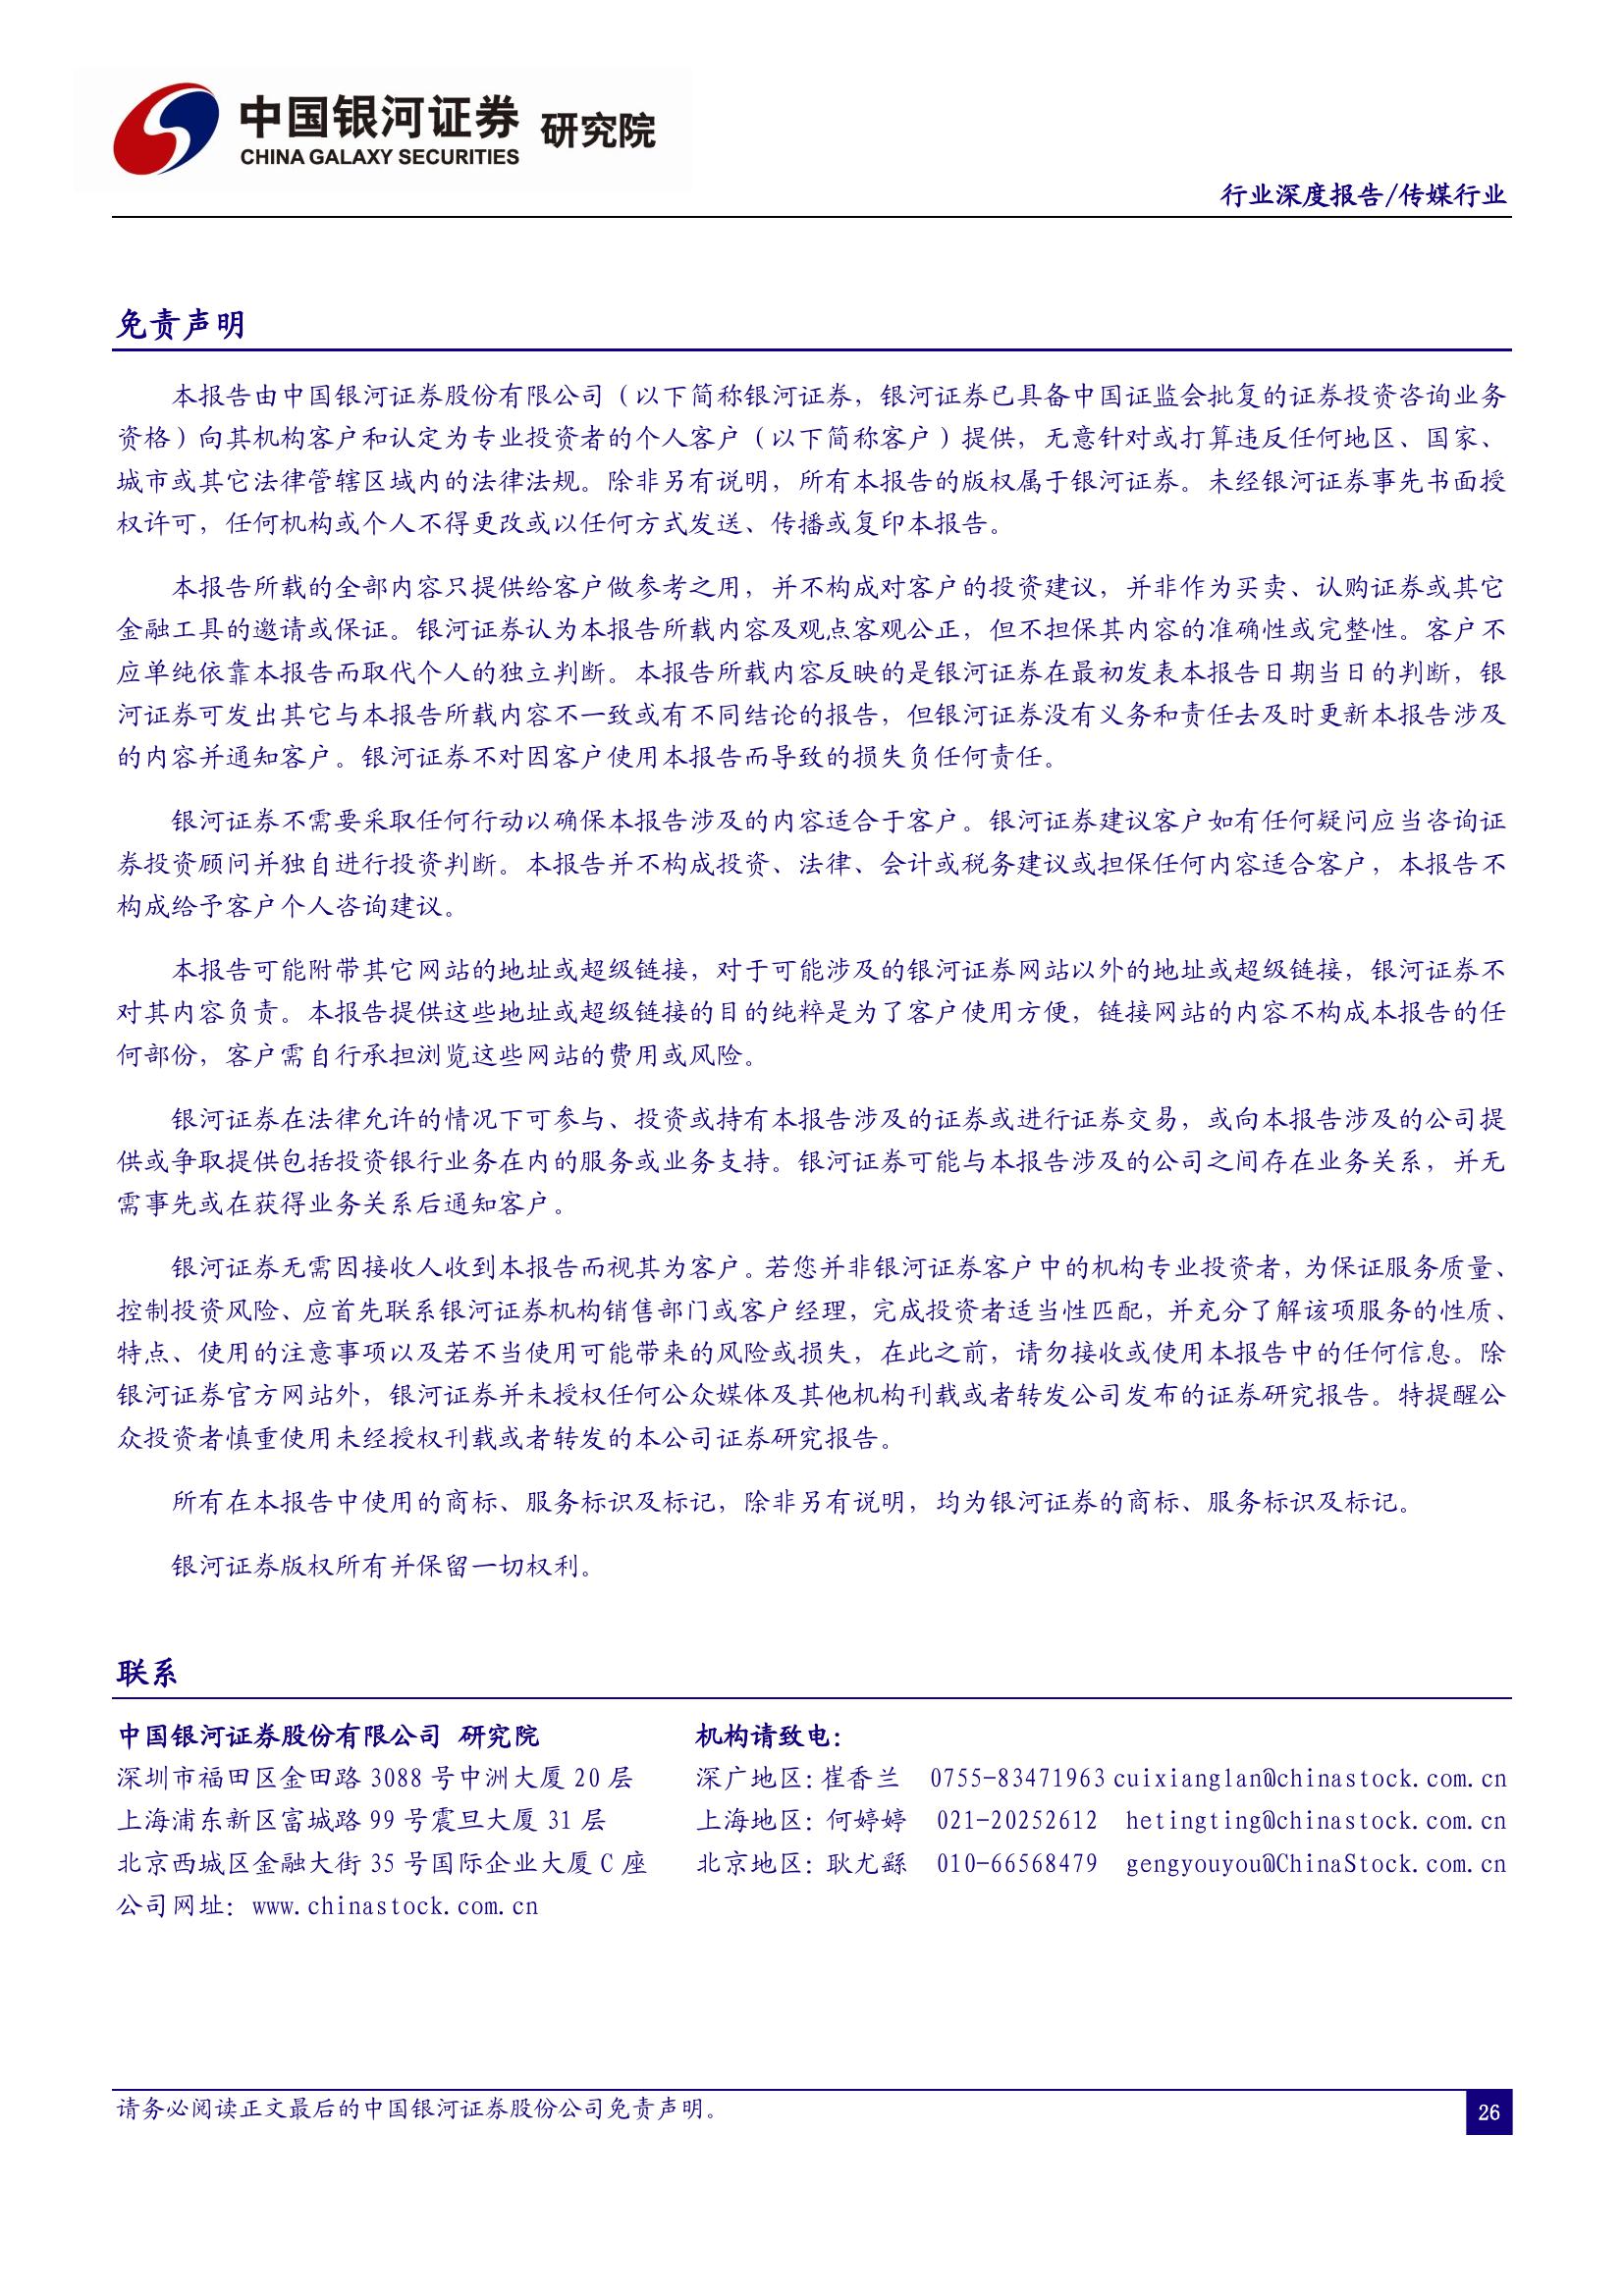 中国银河证券 研究院
CHINA GALAXY SECURITIES
行业深度报告/传媒行业
免责声明
本报告由中国银河证券股份有限公司（以下简称银河证券，银河证券已具备中国证监会批复的证券投资咨询业务
资格）向其机构客户和认定为专业投资者的个人客户（以下简称客户）提供，无意针对或打算违反任何地区、国家、
城市或其它法律管辖区域内的法律法规。除非另有说明，所有本报告的版权属于银河证券。未经银河证券事先书面授
权许可，任何机构或个人不得更改或以任何方式发送、传播或复印本报告。
本报告所载的全部内容只提供给客户做参考之用，并不构成对客户的投资建议，并非作为买卖、认购证券或其它
金融工具的邀请或保证。银河证券认为本报告所载内容及观点客观公正，但不担保其内容的准确性或完整性。客户不
应单纯依靠本报告而取代个人的独立判断。本报告所载内容反映的是银河证券在最初发表本报告日期当日的判断，银
河证券可发出其它与本报告所载内容不一致或有不同结论的报告，但银河证券没有义务和责任去及时更新本报告涉及
的内容并通知客户。银河证券不对因客户使用本报告而导致的损失负任何责任。
银河证券不需要采取任何行动以确保本报告涉及的内容适合于客户。银河证券建议客户如有任何疑问应当咨询证
券投资顾问并独自进行投资判断。本报告并不构成投资、法律、会计或税务建议或担保任何内容适合客户，本报告不
构成给予客户个人咨询建议。
本报告可能附带其它网站的地址或超级链接，对于可能涉及的银河证券网站以外的地址或超级链接，银河证券不
对其内容负责。本报告提供这些地址或超级链接的目的纯粹是为了客户使用方便，链接网站的内容不构成本报告的任
何部份，客户需自行承担浏览这些网站的费用或风险。
银河证券在法律允许的情况下可参与、投资或持有本报告涉及的证券或进行证券交易，或向本报告涉及的公司提
供或争取提供包括投资银行业务在内的服务或业务支持。银河证券可能与本报告涉及的公司之间存在业务关系，并无
需事先或在获得业务关系后通知客户。
银河证券无需因接收人收到本报告而视其为客户。若您并非银河证券客户中的机构专业投资者，为保证服务质量、
控制投资风险、应首先联系银河证券机构销售部门或客户经理，完成投资者适当性匹配，并充分了解该项服务的性质、
特点、使用的注意事项以及若不当使用可能带来的风险或损失，在此之前，请勿接收或使用本报告中的任何信息。除
银河证券官方网站外，银河证券并未授权任何公众媒体及其他机构刊载或者转发公司发布的证券研究报告。特提醒公
众投资者慎重使用未经授权刊载或者转发的本公司证券研究报告。
所有在本报告中使用的商标、服务标识及标记，除非另有说明，均为银河证券的商标、服务标识及标记。
银河证券版权所有并保留一切权利。
联系
中国银河证券股份有限公司 研究院
深圳市福田区金田路 3088 号中洲大厦 20 层
上海浦东新区富城路 99 号震旦大厦 31 层
北京西城区金融大街 35 号国际企业大厦 C 座
公司网址：www.chinastock.com.cn
机构请致电：
深广地区：崔香兰 0755-83471963 cuixianglan@chinastock.com.cn
上海地区：何婷婷 021-20252612 hetingting@chinastock.com.cn
北京地区：耿尤繇 010-66568479 gengyouyou@ChinaStock.com.cn
请务必阅读正文最后的中国银河证券股份公司免责声明。
26